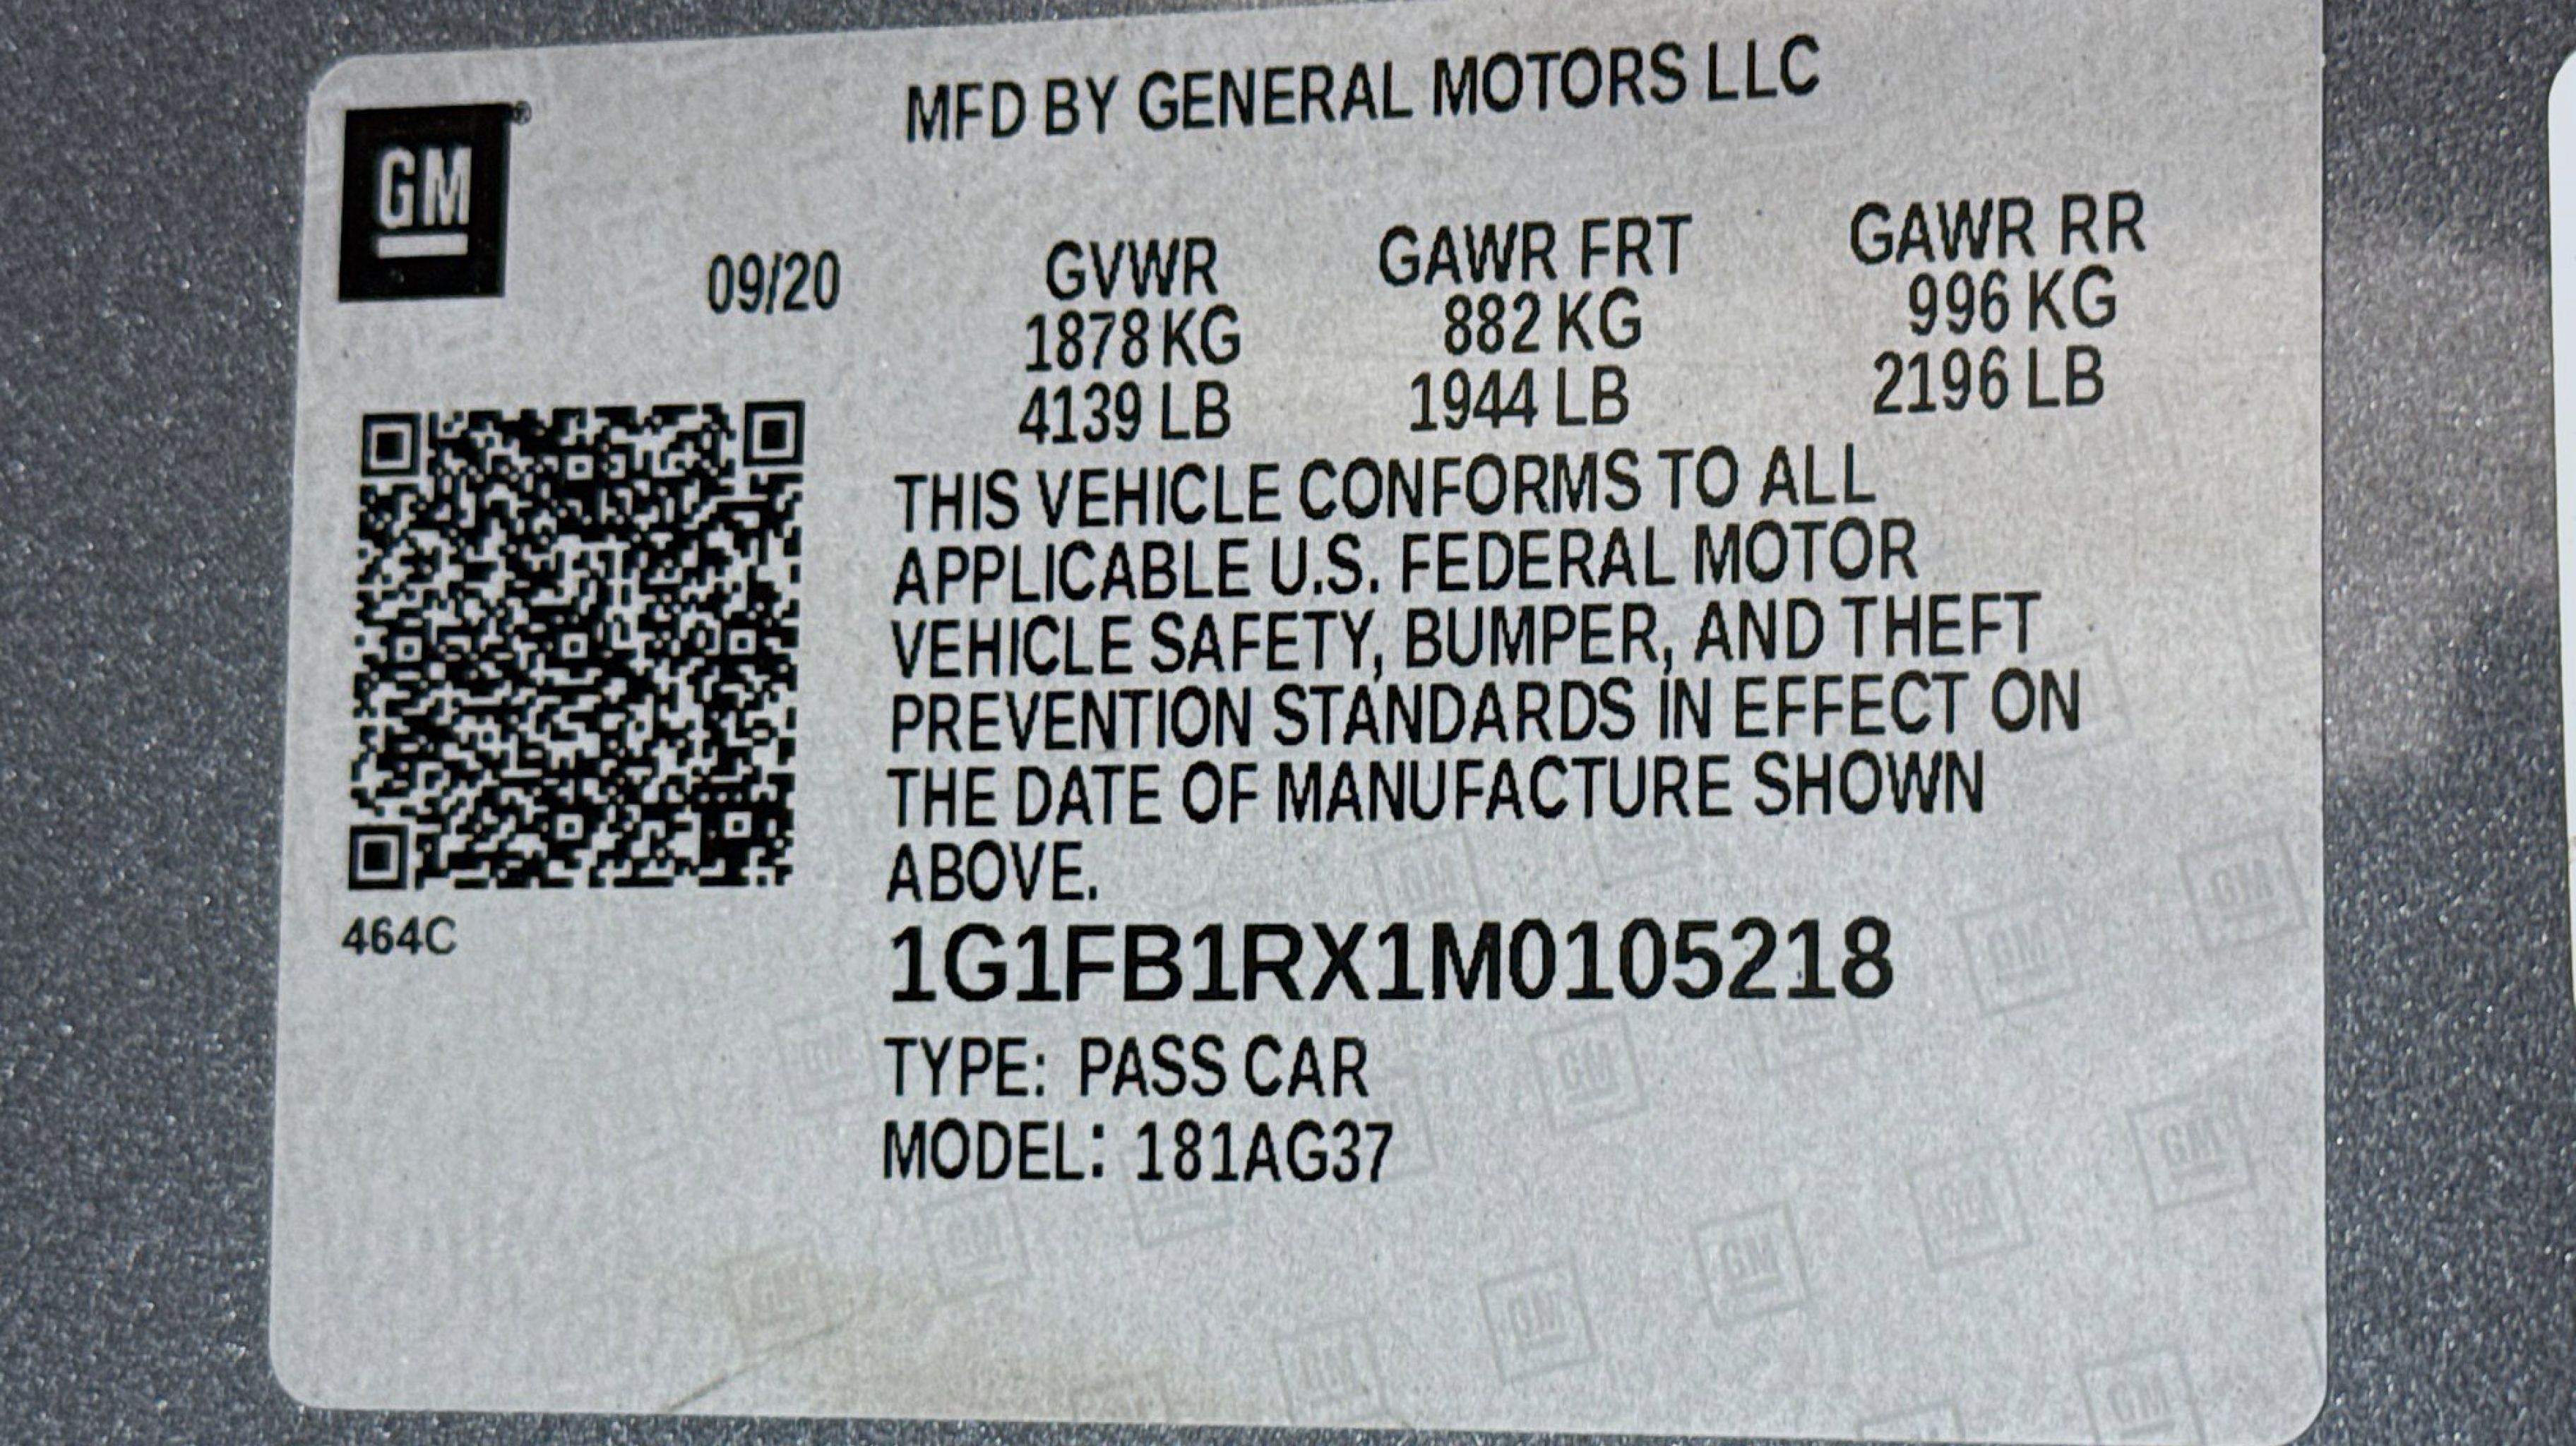 MFD BY GENERAL MOTORS LLC
GM®
09/20
GVWR GAWR FRT GAWR RR
1878 KG 882 KG 996 KG
4139 LB 1944 LB 2196 LB
THIS VEHICLE CONFORMS TO ALL
APPLICABLE U.S. FEDERAL MOTOR
VEHICLE SAFETY, BUMPER, AND THEFT
PREVENTION STANDARDS IN EFFECT ON
THE DATE OF MANUFACTURE SHOWN
ABOVE.
464C
1G1FB1RX1M0105218
TYPE: PASS CAR
MODEL: 181AG37